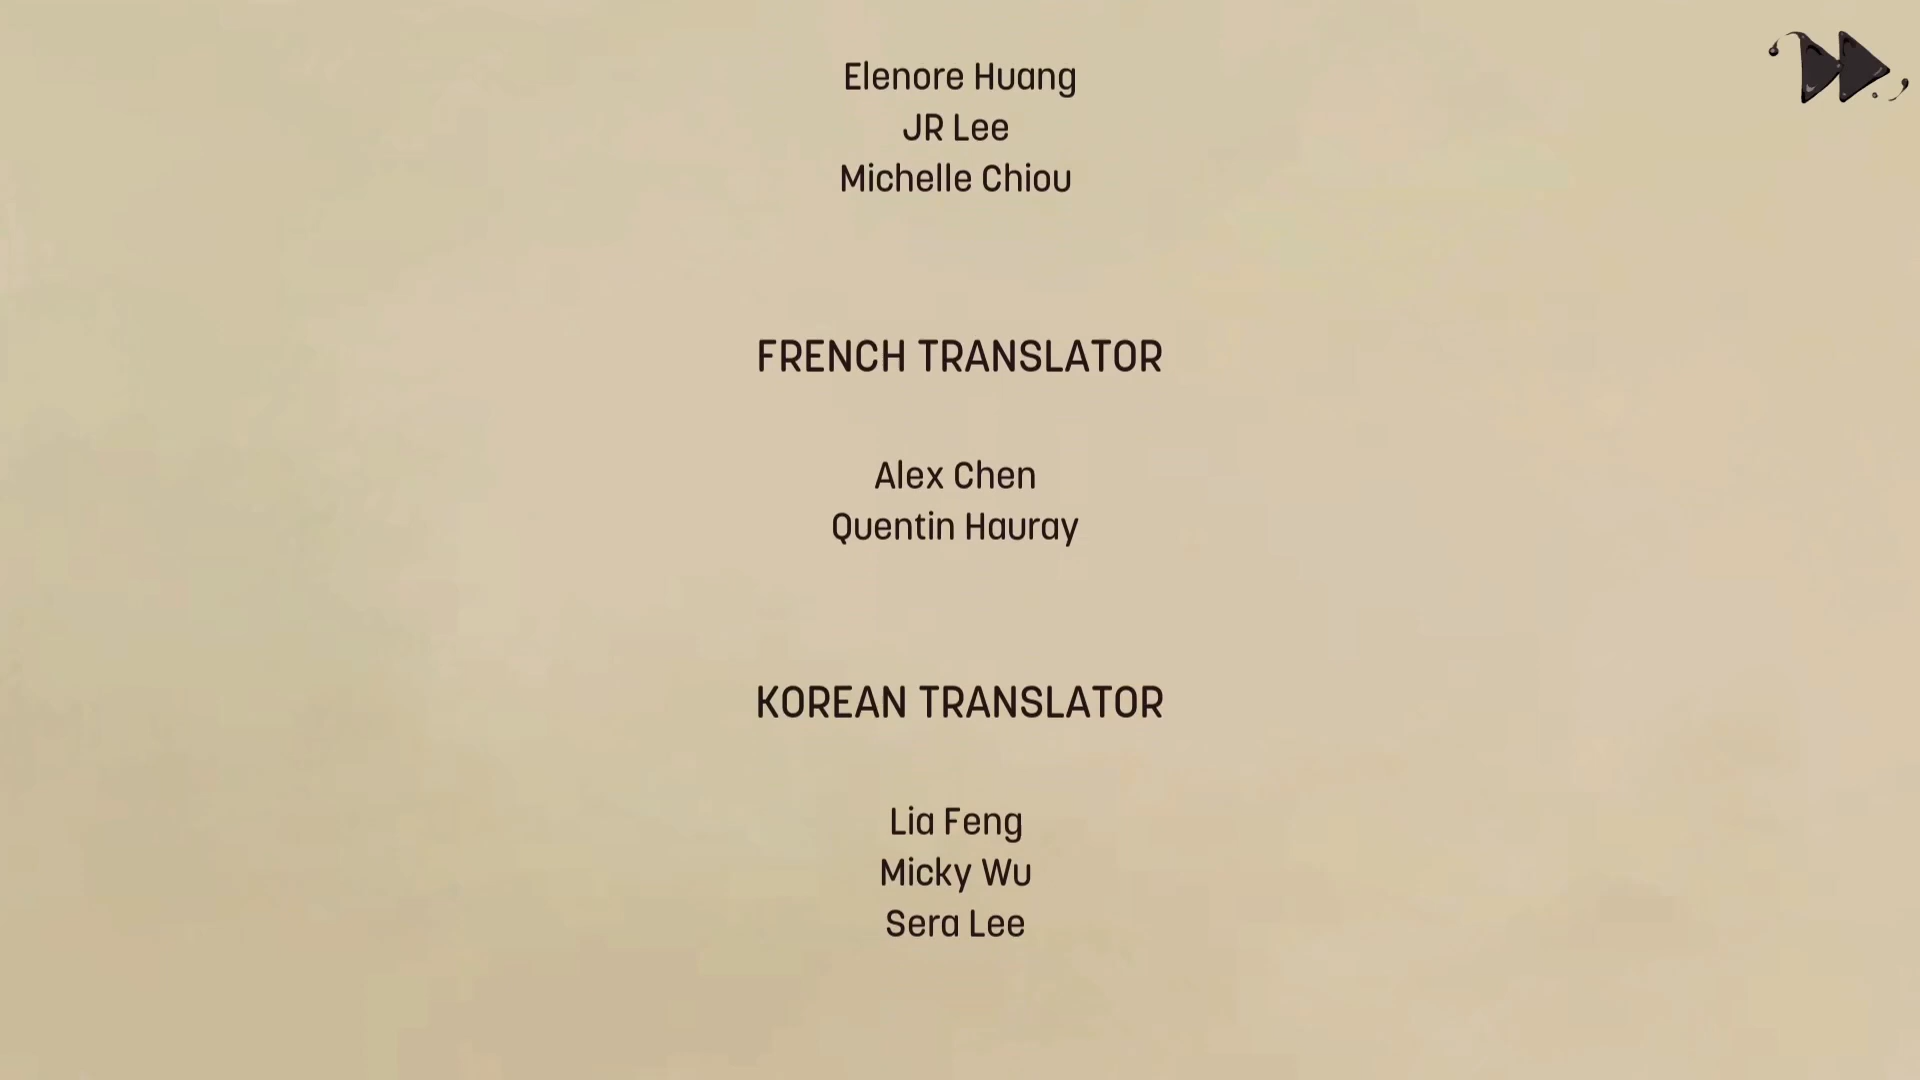 Elenore Huang
JR Lee
Michelle Chiou
FRENCH TRANSLATOR
Alex Chen
Quentin Hauray
KOREAN TRANSLATOR
Lia Feng
Micky Wu
Sera Lee